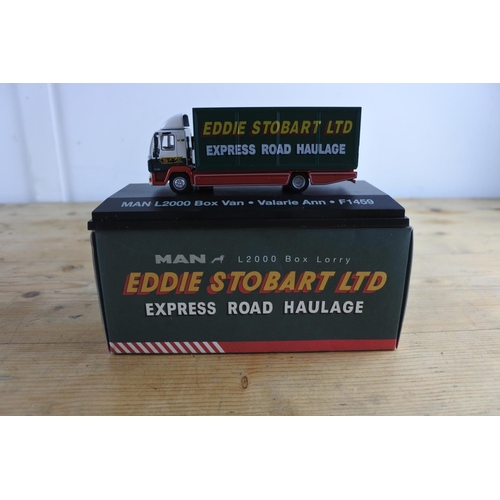 EDDIE STOBART LTD
EXPRESS ROAD HAULAGE
MAN L2000 Box Van • Valarie Ann • F1459
MAN L2000 Box Lorry
EDDIE STOBART LTD
EXPRESS ROAD HAULAGE